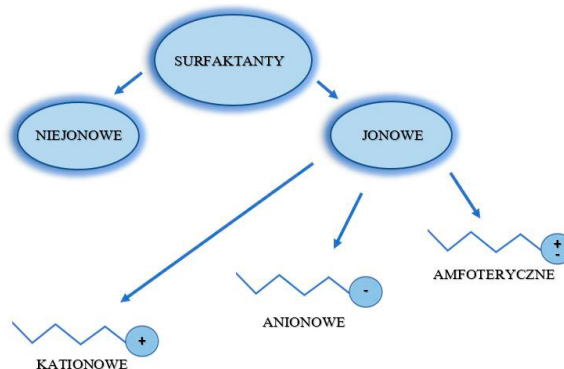 SURFAKTANTY
NIEJONOWE
JONOWE
+
-
AMFOTERYCZNE
-
ANIONOWE
+
KATIONOWE